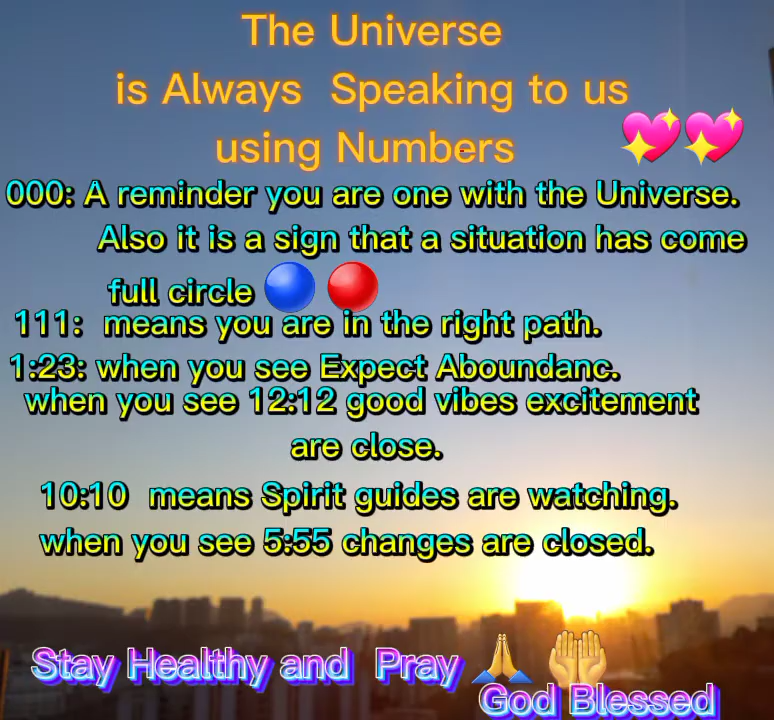 The Universe
is Always Speaking to us
using Numbers
000: A reminder you are one with the Universe.
Also it is a sign that a situation has come
full circle
111: means you are in the right path.
1:23: when you see Expect Aboundanc.
when you see 12:12 good vibes excitement
are close.
10:10 means Spirit guides are watching.
when you see 5:55 changes are closed.
Stay Healthy and Pray
God Blessed